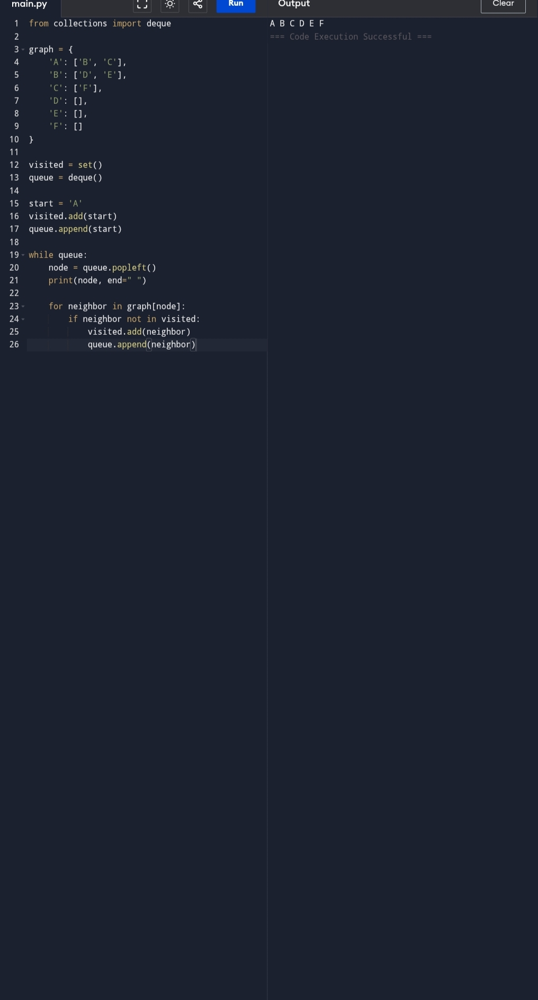 main.py Run Output Clear
1 from collections import deque
2
3 graph = {
4     'A': ['B', 'C'],
5     'B': ['D', 'E'],
6     'C': ['F'],
7     'D': [],
8     'E': [],
9     'F': []
10 }
11
12 visited = set()
13 queue = deque()
14
15 start = 'A'
16 visited.add(start)
17 queue.append(start)
18
19 while queue:
20     node = queue.popleft()
21     print(node, end=" ")
22
23     for neighbor in graph[node]:
24         if neighbor not in visited:
25             visited.add(neighbor)
26             queue.append(neighbor)
A B C D E F
=== Code Execution Successful ===